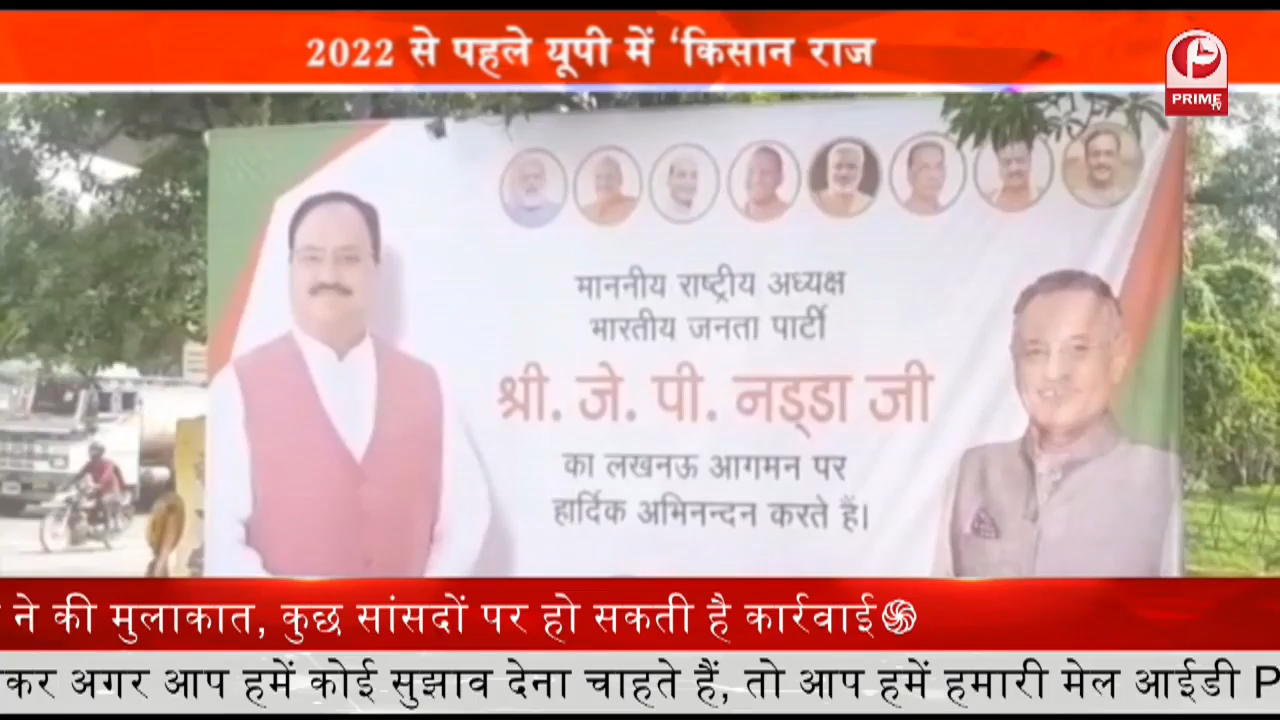 2022 से पहले यूपी में ‘किसान राज
PRIME
TV
माननीय राष्ट्रीय अध्यक्ष
भारतीय जनता पार्टी
श्री. जे. पी. नड्डा जी
का लखनऊ आगमन पर
हार्दिक अभिनन्दन करते हैं।
ने की मुलाकात, कुछ सांसदों पर हो सकती है कार्रवाई
कर अगर आप हमें कोई सुझाव देना चाहते हैं, तो आप हमें हमारी मेल आईडी P